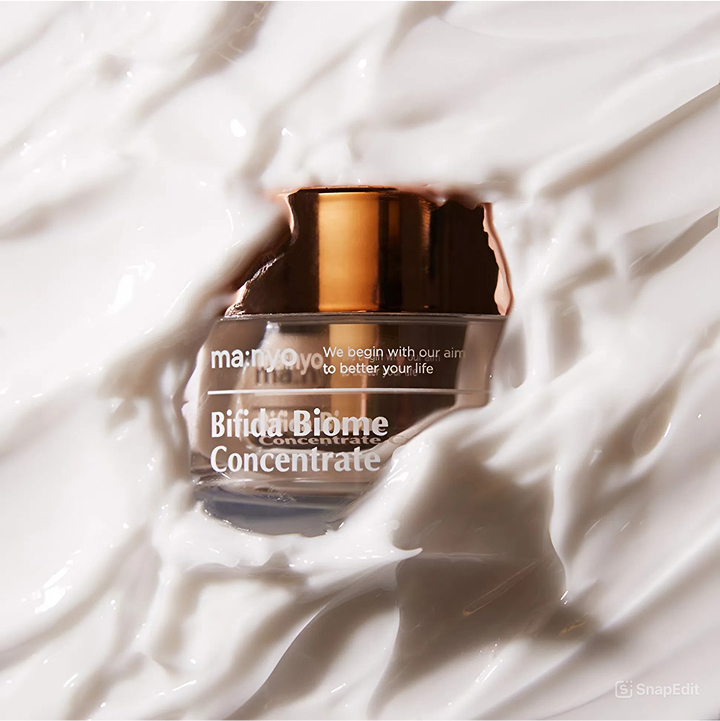 ma:nyo
We begin with our aim
to better your life
Bifida Biome
Concentrate
SnapEdit